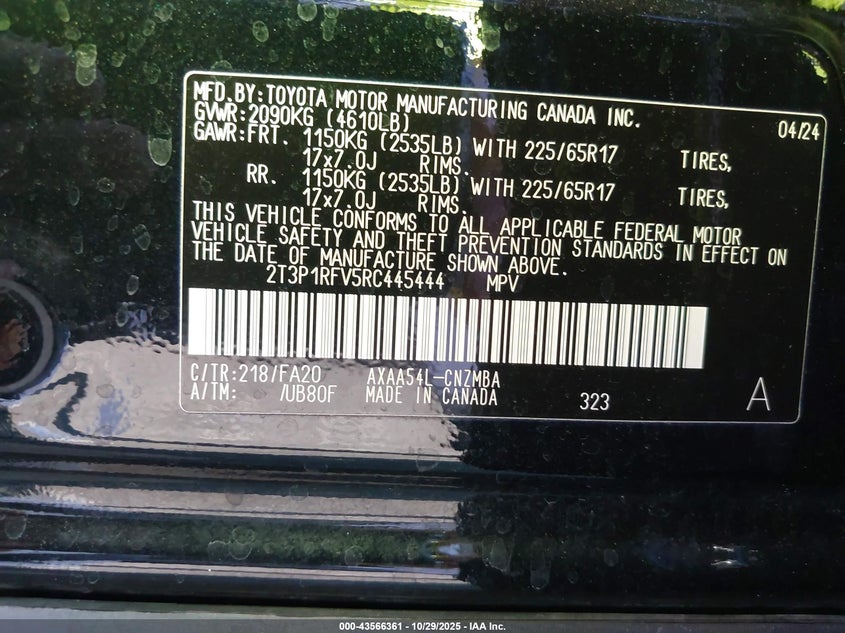 MFD.BY:TOYOTA MOTOR MANUFACTURING CANADA INC.
04/24
GVWR:2090KG (4610LB)
GAWR:FRT. 1150KG (2535LB) WITH 225/65R17 TIRES,
17x7.0J RIMS.
RR. 1150KG (2535LB) WITH 225/65R17 TIRES,
17x7.0J RIMS.
THIS VEHICLE CONFORMS TO ALL APPLICABLE FEDERAL MOTOR
VEHICLE SAFETY AND THEFT PREVENTION STANDARDS IN EFFECT ON
THE DATE OF MANUFACTURE SHOWN ABOVE.
2T3P1RFV5RC445444 MPV
C/TR:218/FA20 AXAA54L-CNZMBA
A/TM: /UB80F MADE IN CANADA 323 A
000-43566361 | 10/29/2025 - IAA Inc.